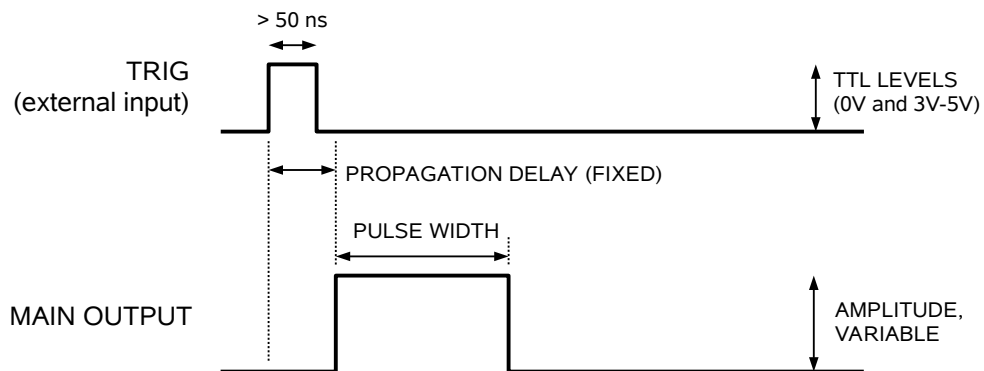 > 50 ns
TRIG
(external input)
TTL LEVELS
(0V and 3V-5V)
PROPAGATION DELAY (FIXED)
PULSE WIDTH
MAIN OUTPUT
AMPLITUDE,
VARIABLE